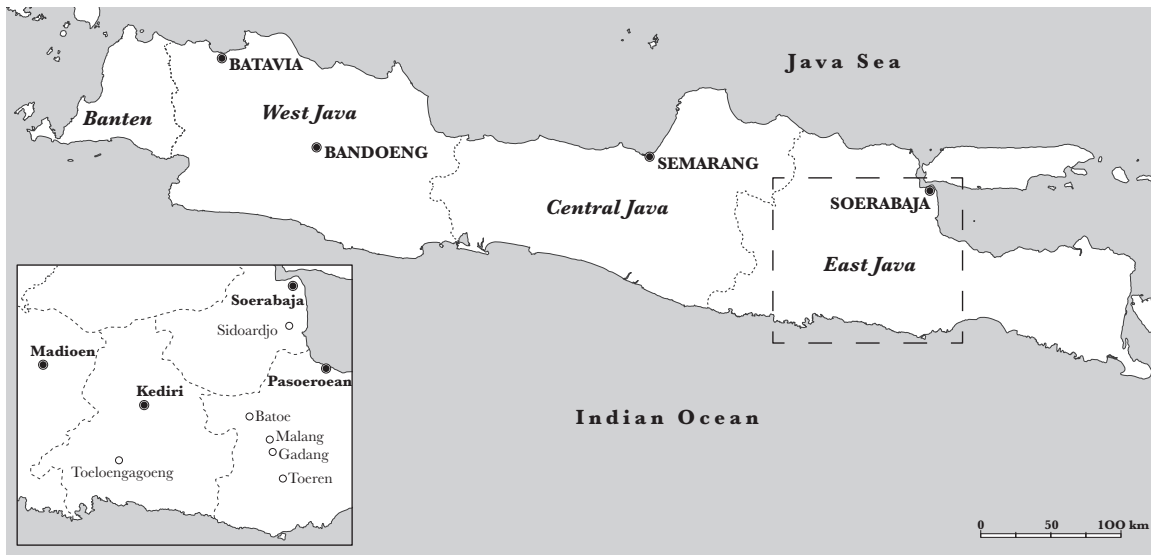 Java Sea
BATAVIA
West Java
Banten
BANDOENG
SEMARANG
SOERABAJA
Central Java
East Java
Indian Ocean
Soerabaja
Sidoardjo
Madioen
Pasoeroean
Kediri
Batoe
Malang
Gadang
Toeloengagoeng
Toeren
0 50 100 km